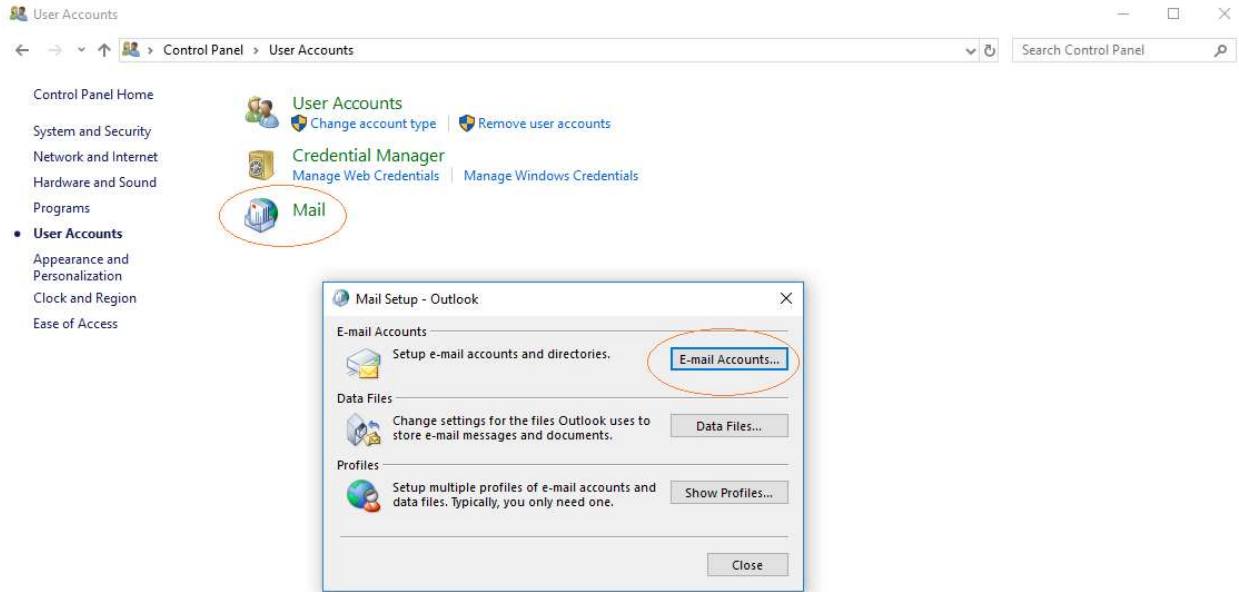 User Accounts
Control Panel > User Accounts
Search Control Panel
Control Panel Home
System and Security
Network and Internet
Hardware and Sound
Programs
User Accounts
Appearance and
Personalization
Clock and Region
Ease of Access
User Accounts
Change account type | Remove user accounts
Credential Manager
Manage Web Credentials | Manage Windows Credentials
Mail
Mail Setup - Outlook
E-mail Accounts
Setup e-mail accounts and directories.
E-mail Accounts...
Data Files
Change settings for the files Outlook uses to
store e-mail messages and documents.
Data Files...
Profiles
Setup multiple profiles of e-mail accounts and
data files. Typically, you only need one.
Show Profiles...
Close